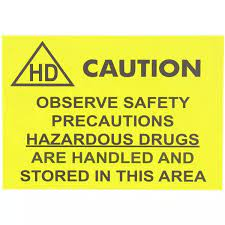 HD CAUTION
OBSERVE SAFETY
PRECAUTIONS
HAZARDOUS DRUGS
ARE HANDLED AND
STORED IN THIS AREA